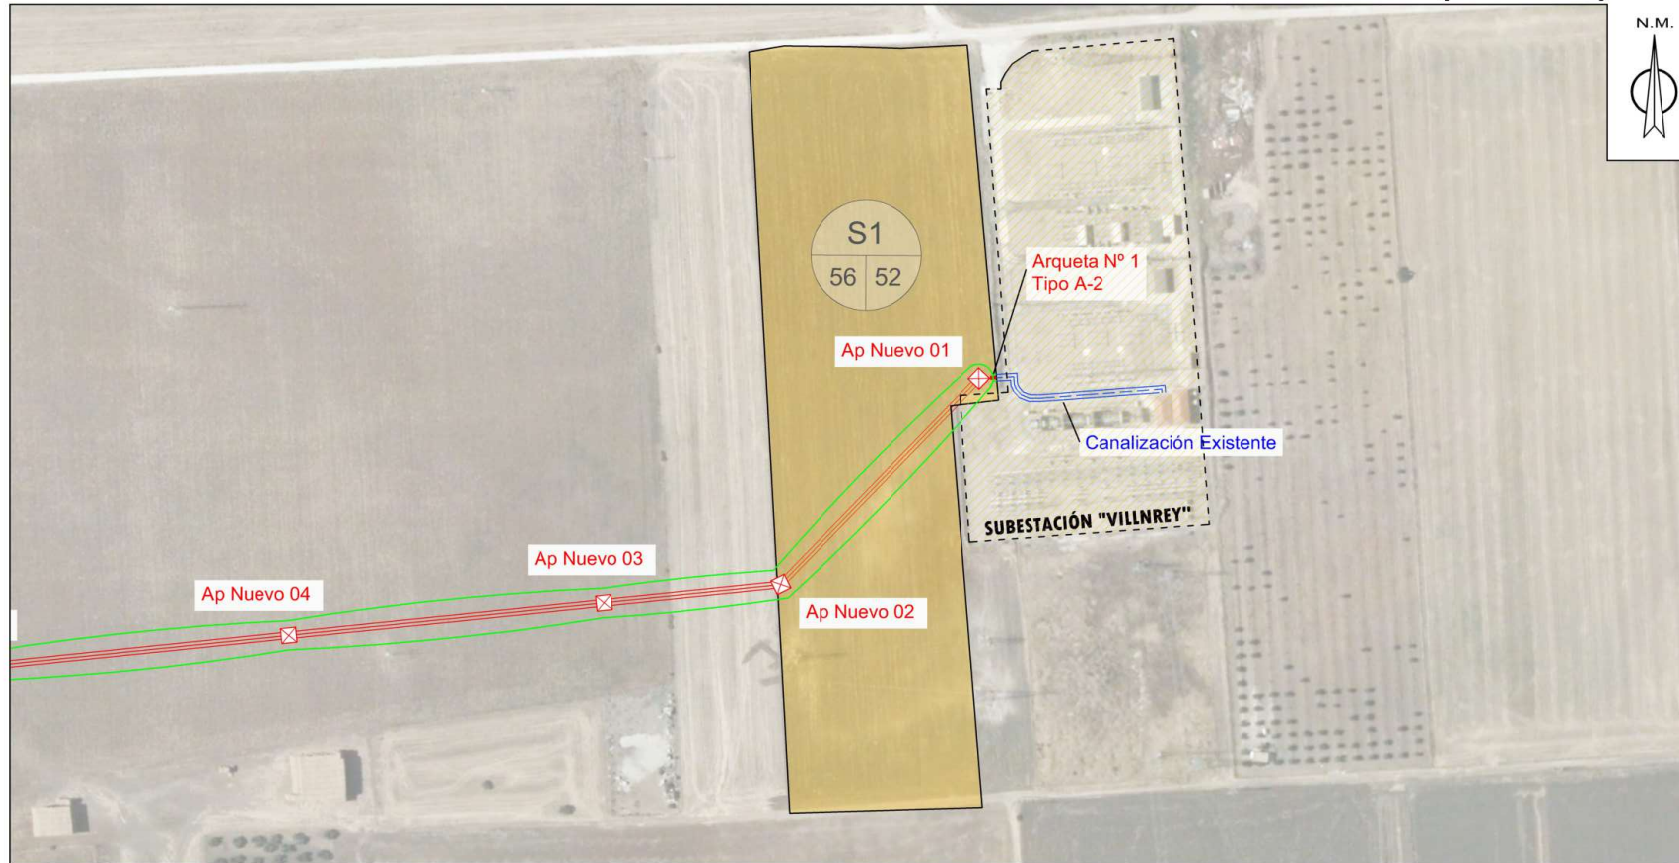 N.M.
S1
56 52
Arqueta Nº 1
Tipo A-2
Ap Nuevo 01
Canalización Existente
SUBESTACIÓN "VILLNREY"
Ap Nuevo 03
Ap Nuevo 04
Ap Nuevo 02